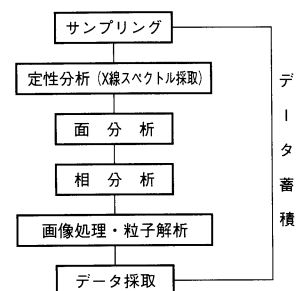 サンプリング
定性分析(X線スペクトル採取)
面分析
相分析
画像処理・粒子解析
データ採取
データ蓄積